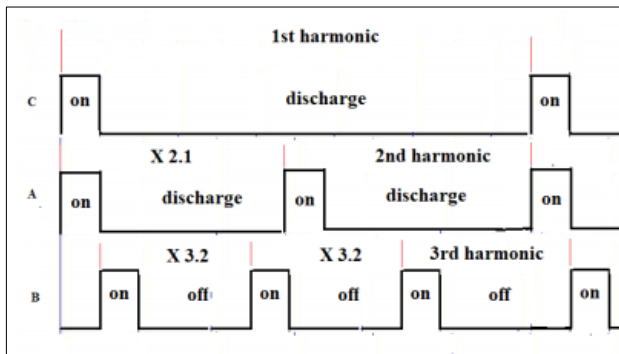 1st harmonic
C on discharge on
X 2.1 2nd harmonic
A on discharge on discharge on
X 3.2 X 3.2 3rd harmonic
B on off on off on off on